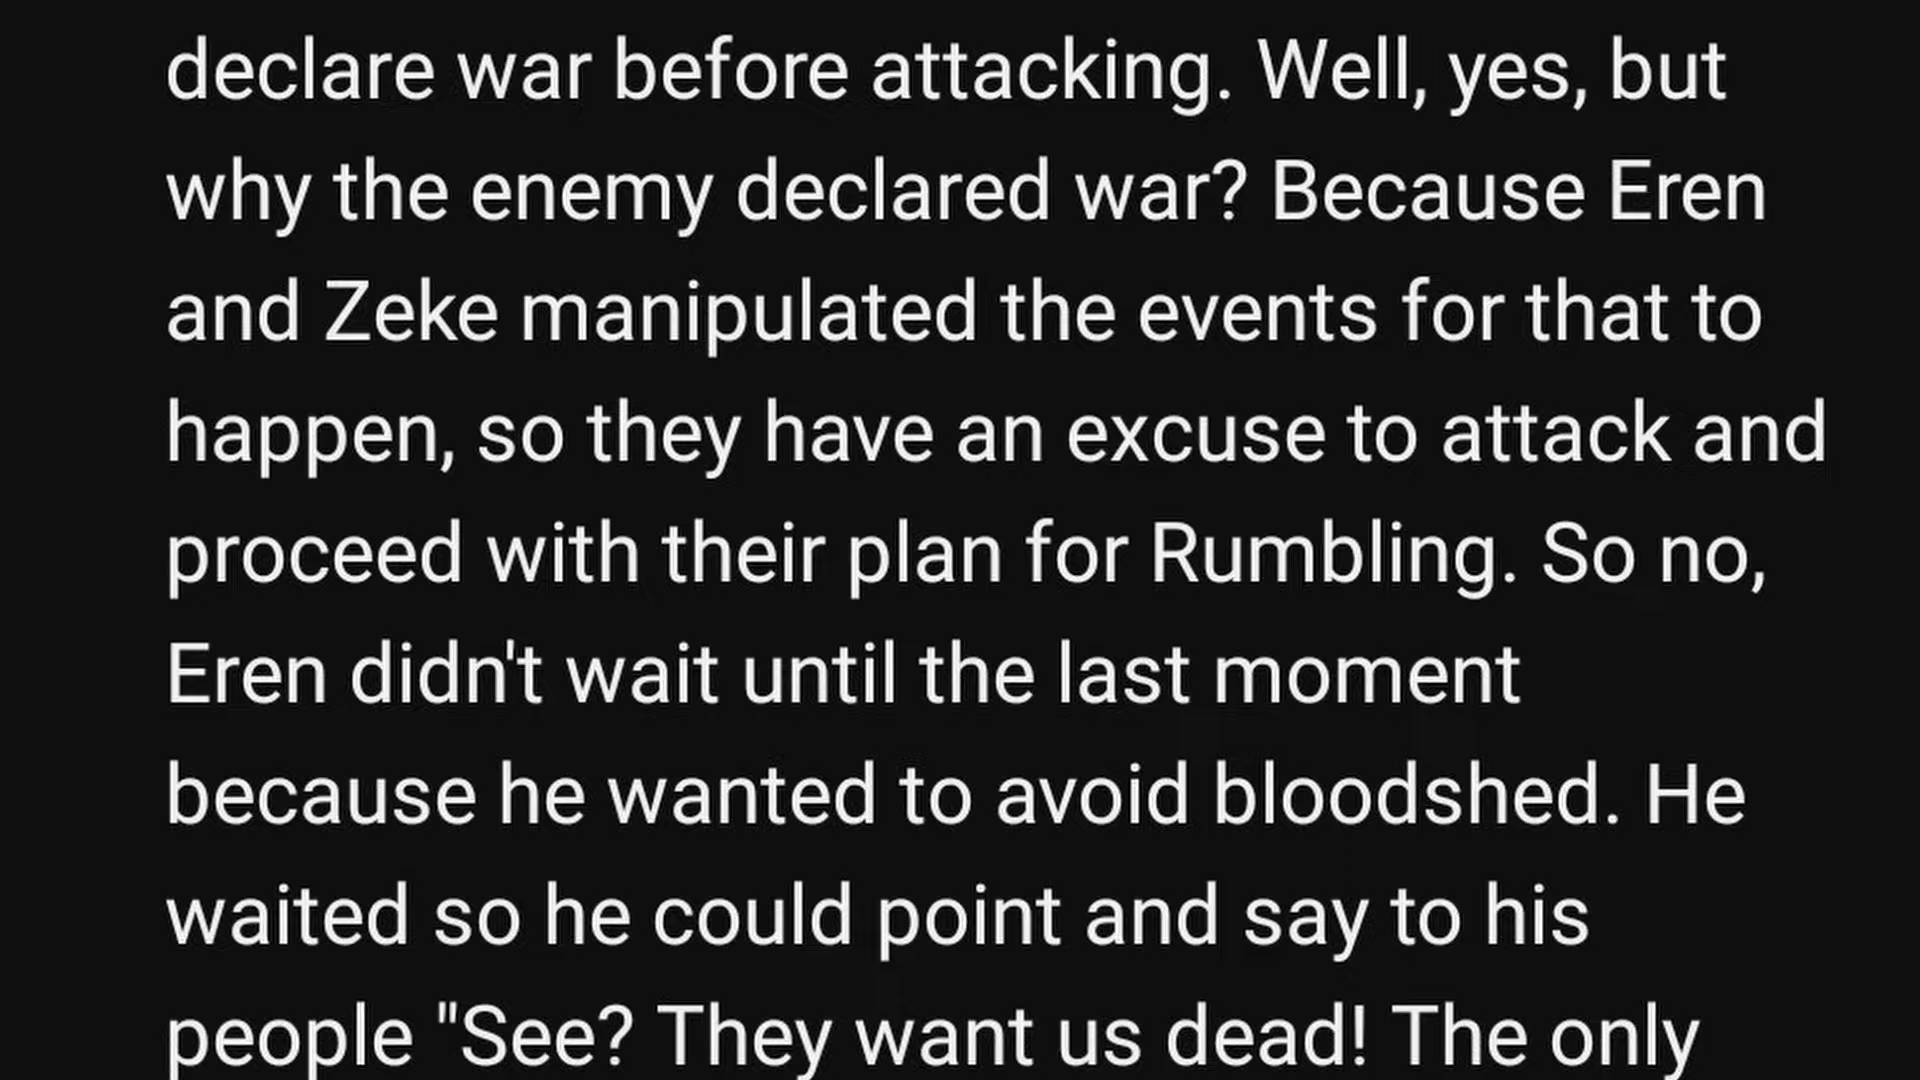 declare war before attacking. Well, yes, but
why the enemy declared war? Because Eren
and Zeke manipulated the events for that to
happen, so they have an excuse to attack and
proceed with their plan for Rumbling. So no,
Eren didn't wait until the last moment
because he wanted to avoid bloodshed. He
waited so he could point and say to his
people "See? They want us dead! The only